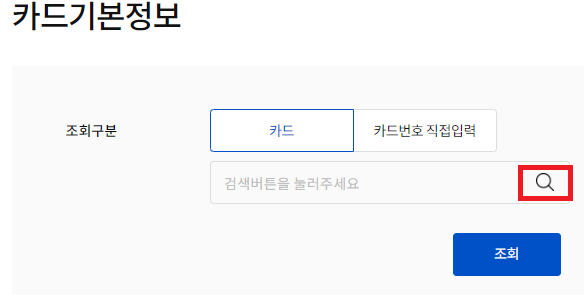 카드기본정보
조회구분
카드
카드번호 직접입력
검색버튼을 눌러주세요
조회